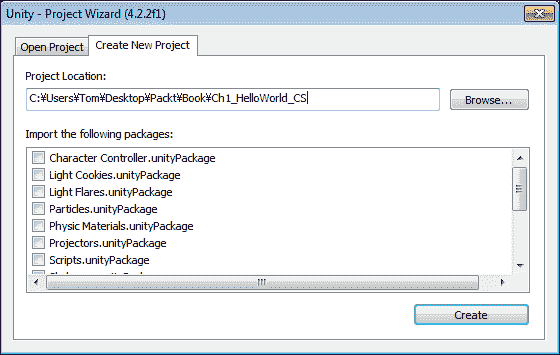 Unity - Project Wizard (4.2.2f1)
Open Project
Create New Project
Project Location:
C:¥Users¥Tom¥Desktop¥Packt¥Book¥Ch1_HelloWorld_CS
Browse...
Import the following packages:
Character Controller.unityPackage
Light Cookies.unityPackage
Light Flares.unityPackage
Particles.unityPackage
Physic Materials.unityPackage
Projectors.unityPackage
Scripts.unityPackage
Create